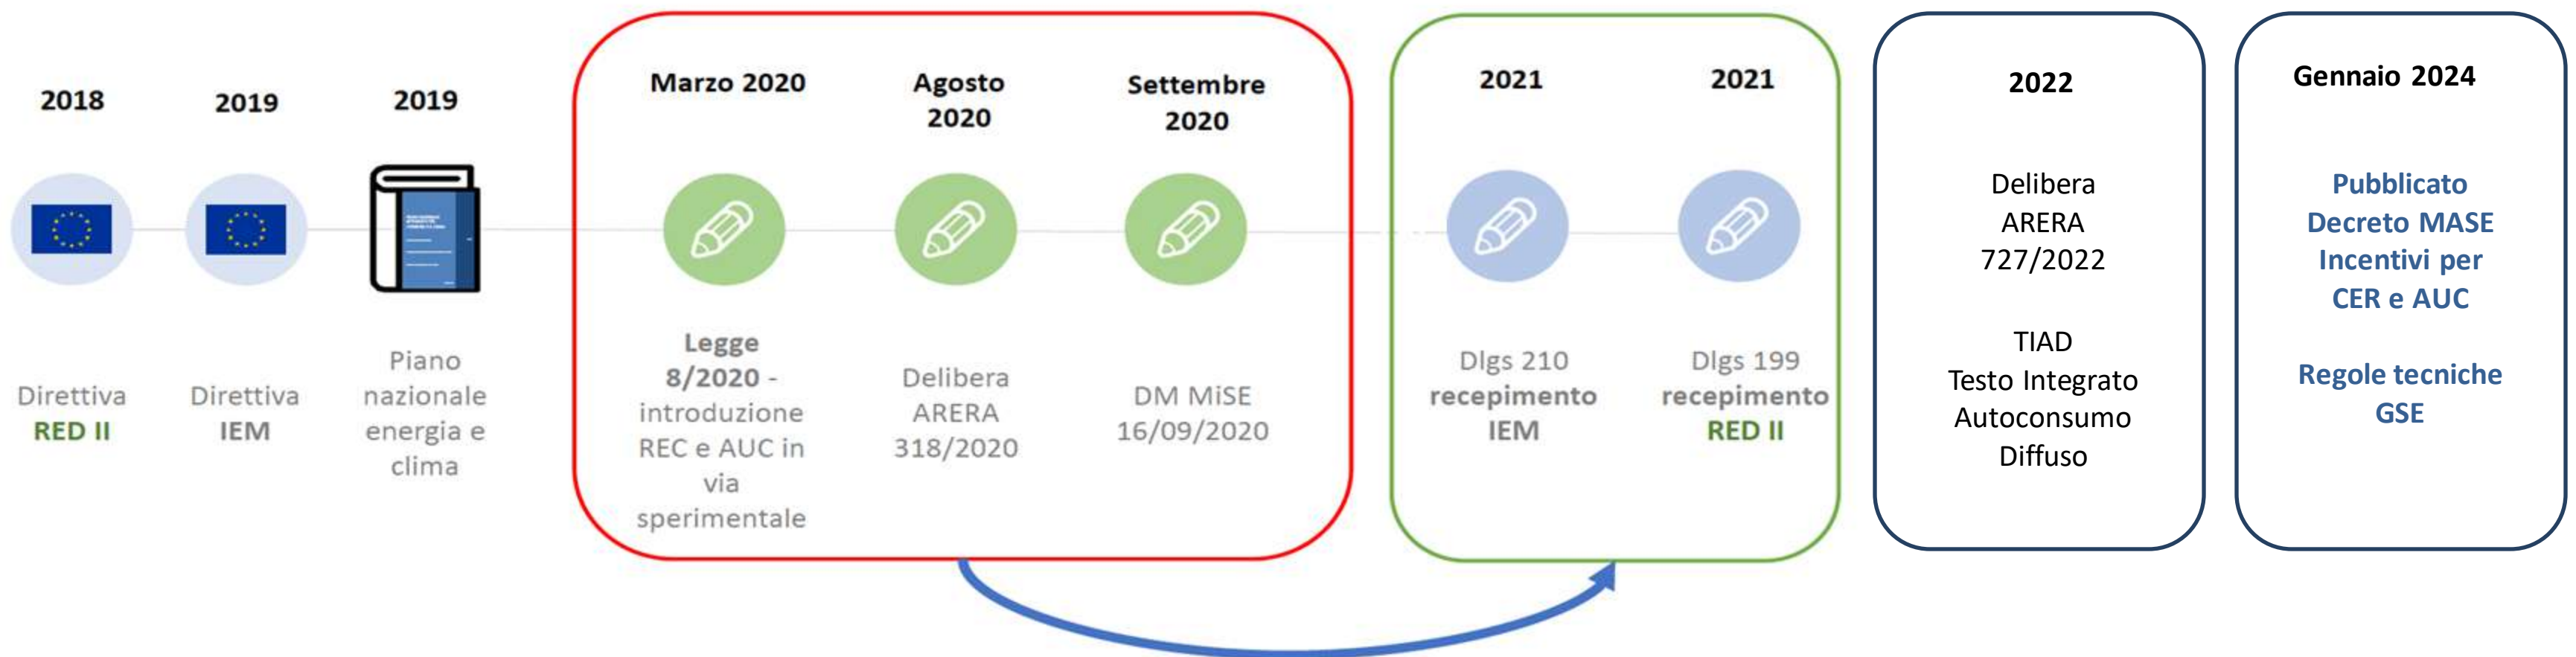 2018
Direttiva
RED II
2019
Direttiva
IEM
2019
Piano
nazionale
energia e
clima
Marzo 2020
Legge
8/2020 -
introduzione
REC e AUC in
via
sperimentale
Agosto
2020
Delibera
ARERA
318/2020
Settembre
2020
DM MiSE
16/09/2020
2021
Dlgs 210
recepimento
IEM
2021
Dlgs 199
recepimento
RED II
2022
Delibera
ARERA
727/2022
TIAD
Testo Integrato
Autoconsumo
Diffuso
Gennaio 2024
Pubblicato
Decreto MASE
Incentivi per
CER e AUC
Regole tecniche
GSE